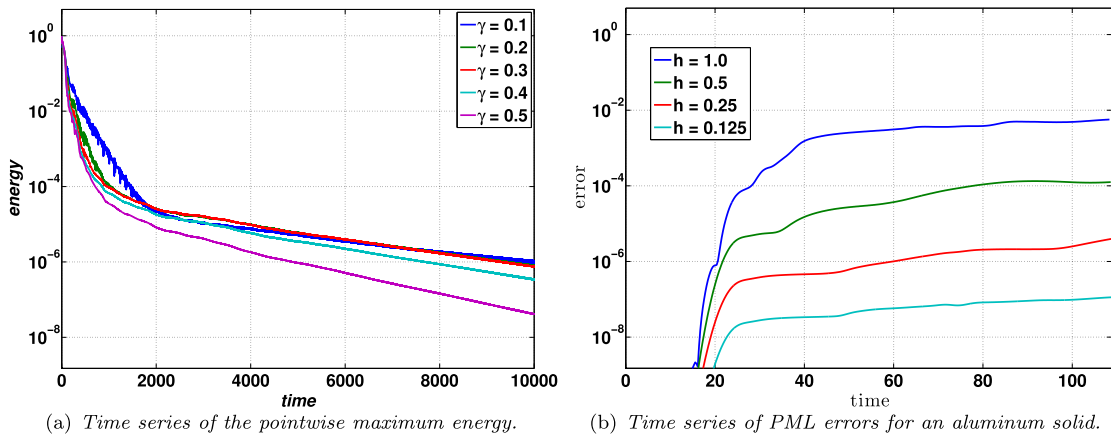 10^0
10^-2
10^-4
10^-6
10^-8
energy
0 2000 4000 6000 8000 10000
time
γ = 0.1
γ = 0.2
γ = 0.3
γ = 0.4
γ = 0.5
(a) Time series of the pointwise maximum energy.
10^0
10^-2
10^-4
10^-6
10^-8
error
0 20 40 60 80 100
time
h = 1.0
h = 0.5
h = 0.25
h = 0.125
(b) Time series of PML errors for an aluminum solid.